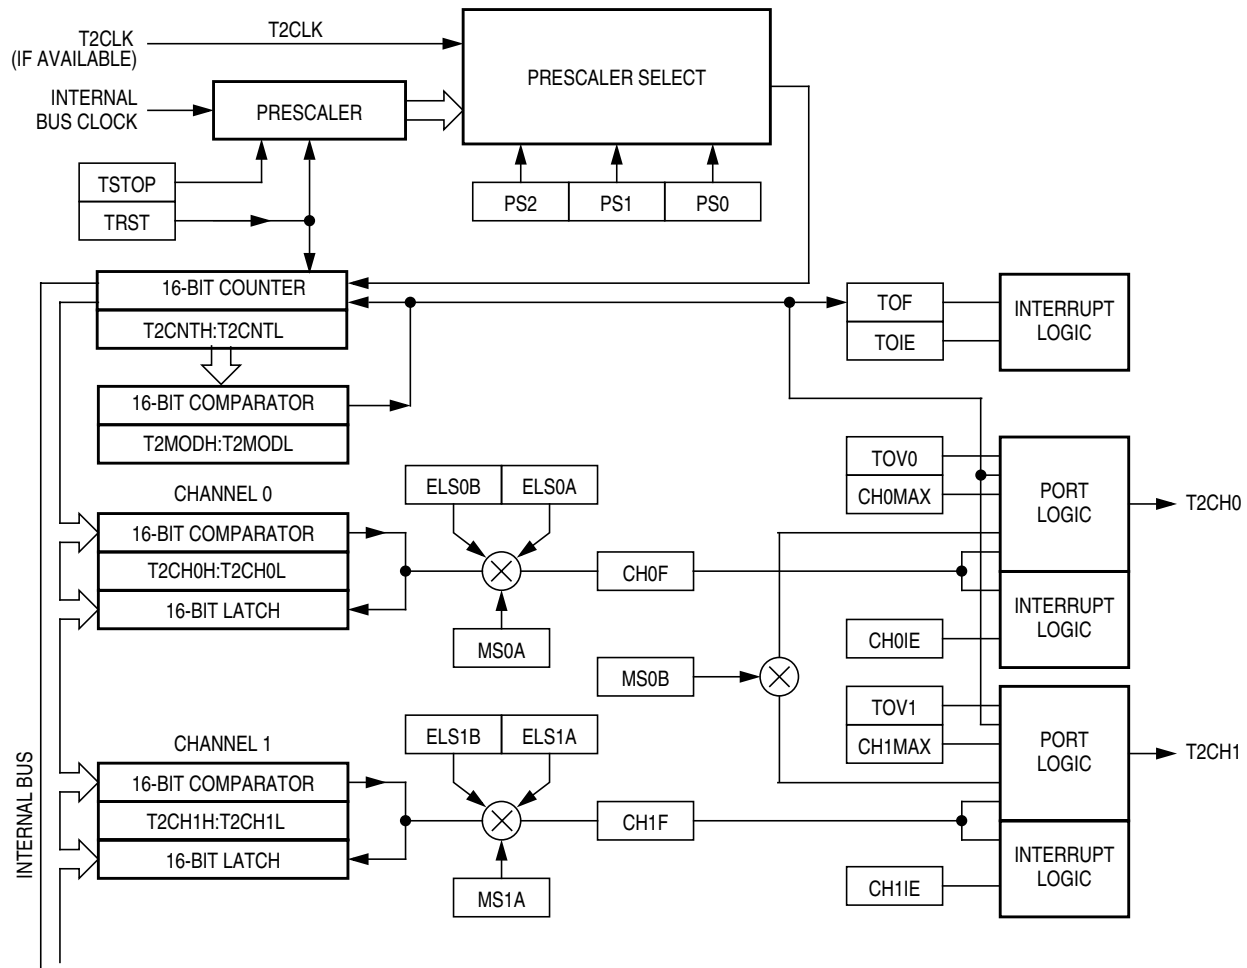 T2CLK
(IF AVAILABLE)
T2CLK
PRESCALER SELECT
INTERNAL
BUS CLOCK
PRESCALER
TSTOP
TRST
PS2
PS1
PS0
16-BIT COUNTER
T2CNTH:T2CNTL
TOF
TOIE
INTERRUPT
LOGIC
16-BIT COMPARATOR
T2MODH:T2MODL
CHANNEL 0
16-BIT COMPARATOR
T2CH0H:T2CH0L
16-BIT LATCH
ELS0B
ELS0A
MS0A
CH0F
TOV0
CH0MAX
PORT
LOGIC
T2CH0
INTERRUPT
LOGIC
CH0IE
MS0B
CHANNEL 1
16-BIT COMPARATOR
T2CH1H:T2CH1L
16-BIT LATCH
ELS1B
ELS1A
MS1A
CH1F
TOV1
CH1MAX
PORT
LOGIC
T2CH1
INTERRUPT
LOGIC
CH1IE
INTERNAL BUS